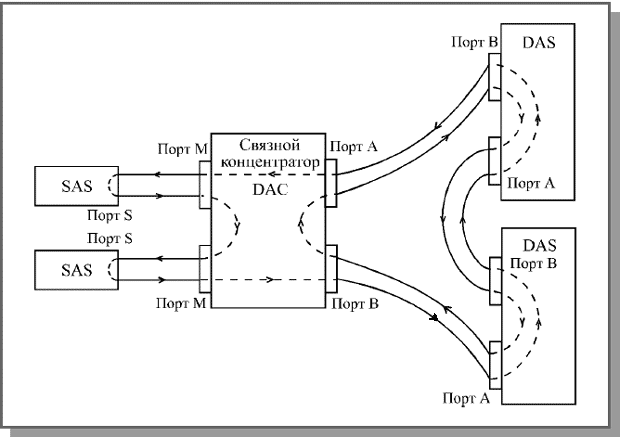 Порт B
DAS
Связной
концентратор
DAC
Порт M
Порт A
SAS
Порт S
Порт A
Порт S
SAS
DAS
Порт B
Порт M
Порт B
Порт A